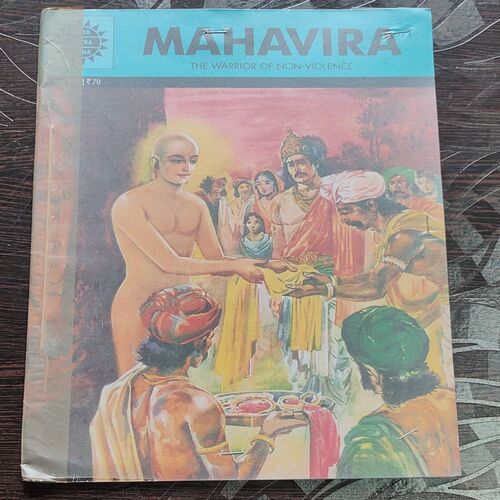 MAHAVIRA
THE WARRIOR OF NON-VIOLENCE
₹70